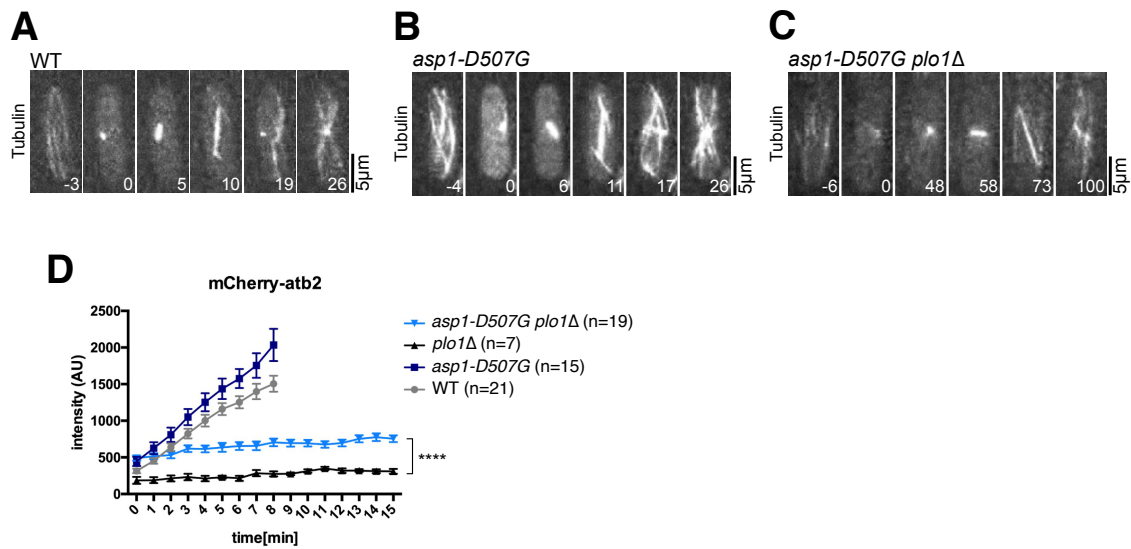 A
WT
Tubulin
-3 0 5 10 19 26
5µm
B
asp1-D507G
Tubulin
-4 0 6 11 17 26
5µm
C
asp1-D507G plo1Δ
Tubulin
-6 0 48 58 73 100
5µm
D
mCherry-atb2
intensity (AU)
2500
2000
1500
1000
500
0
0 1 2 3 4 5 6 7 8 9 10 11 12 13 14 15
time[min]
asp1-D507G plo1Δ (n=19)
plo1Δ (n=7)
asp1-D507G (n=15)
WT (n=21)
****